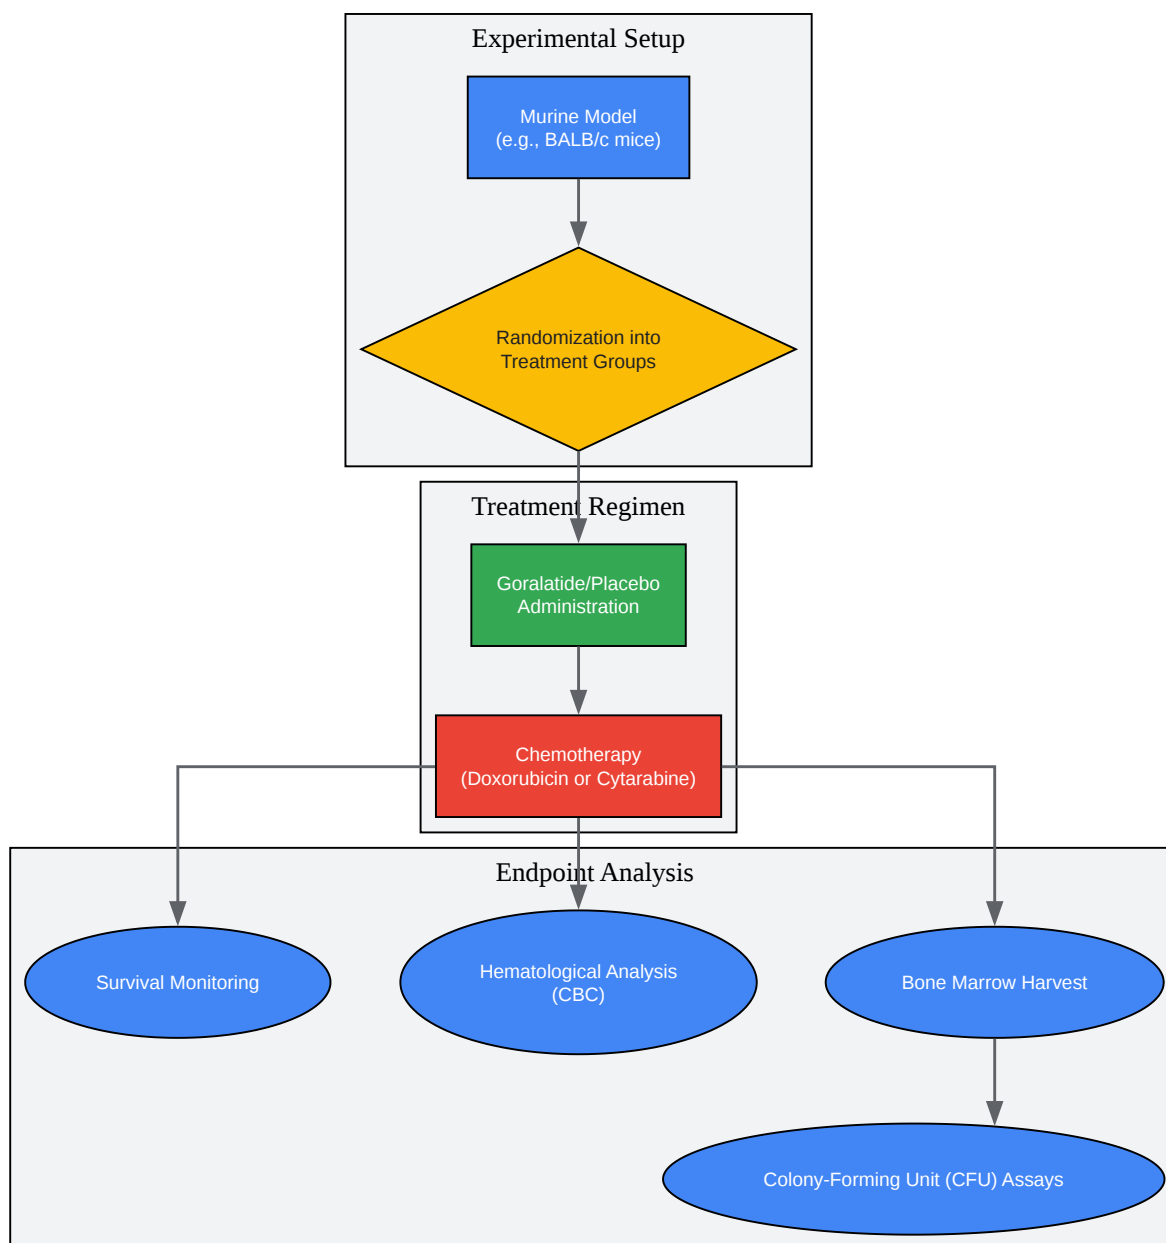 Experimental Setup
Murine Model
(e.g., BALB/c mice)
Randomization into
Treatment Groups
Treatment Regimen
Goralatide/Placebo
Administration
Chemotherapy
(Doxorubicin or Cytarabine)
Endpoint Analysis
Survival Monitoring
Hematological Analysis
(CBC)
Bone Marrow Harvest
Colony-Forming Unit (CFU) Assays